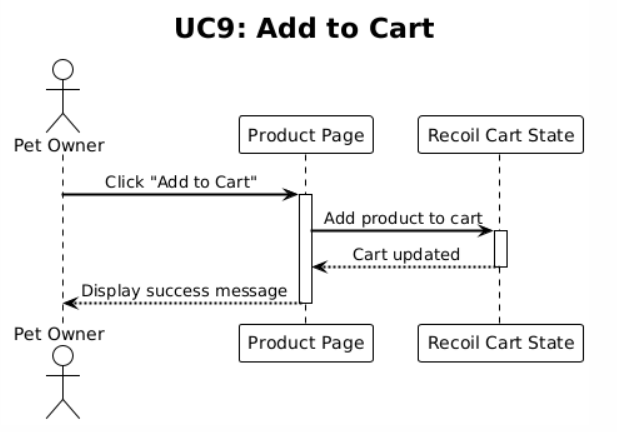 UC9: Add to Cart
Pet Owner
Product Page
Recoil Cart State
Click "Add to Cart"
Add product to cart
Cart updated
Display success message
Pet Owner
Product Page
Recoil Cart State